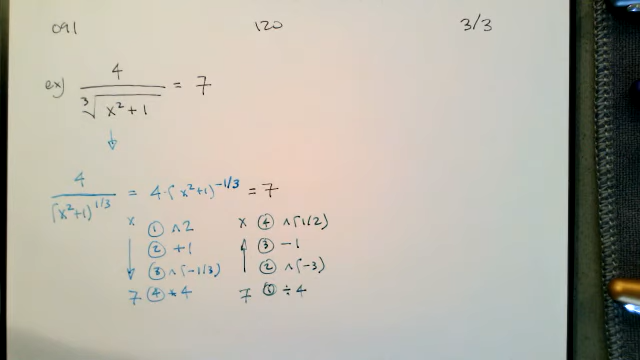 091 120 3/3
ex) 4 / ∛(x²+1) = 7
↓
4 / (x²+1)^1/3 = 4·(x²+1)^-1/3 = 7
x ① ^2 x ④ ^(1/2)
② +1 ③ -1
③ ^(-1/3) ② ^(-3)
7 ④ *4 7 ① ÷4